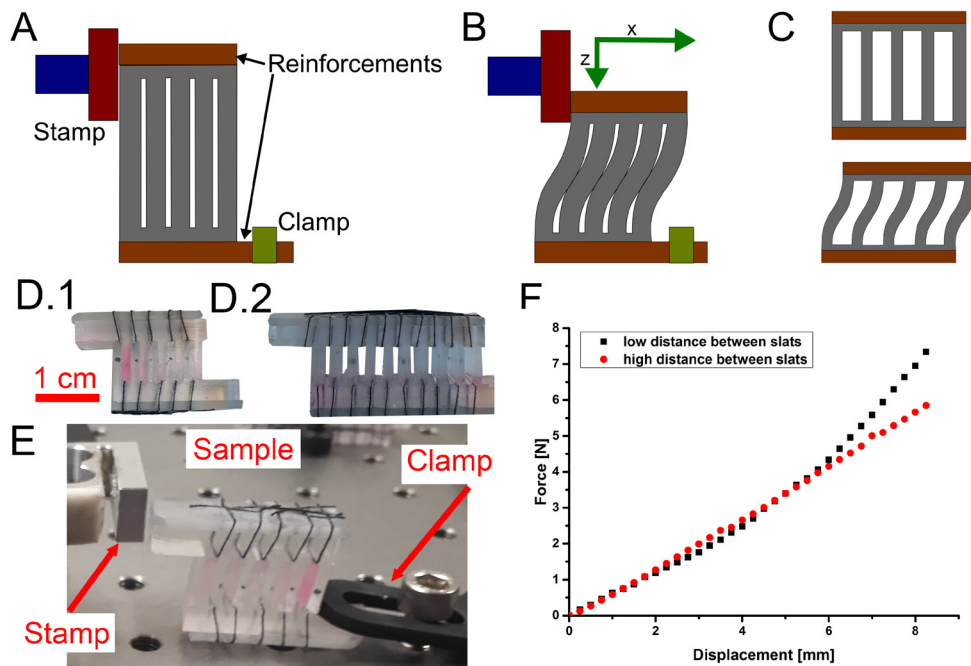 A
Reinforcements
Stamp
Clamp
B
x
z
C
D.1
D.2
1 cm
E
Sample
Clamp
Stamp
F
low distance between slats
high distance between slats
Force [N]
8
7
6
5
4
3
2
1
0
0
2
4
6
8
Displacement [mm]